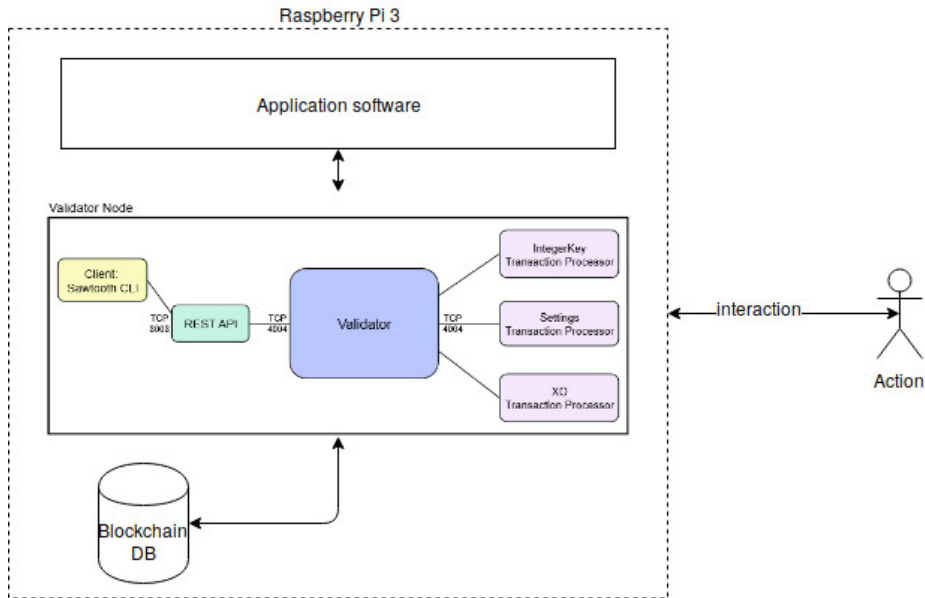 Raspberry Pi 3
Application software
Validator Node
Client:
Sawtooth CLI
TCP
8008
REST API
TCP
4004
Validator
TCP
4004
IntegerKey
Transaction Processor
Settings
Transaction Processor
XO
Transaction Processor
interaction
Action
Blockchain
DB